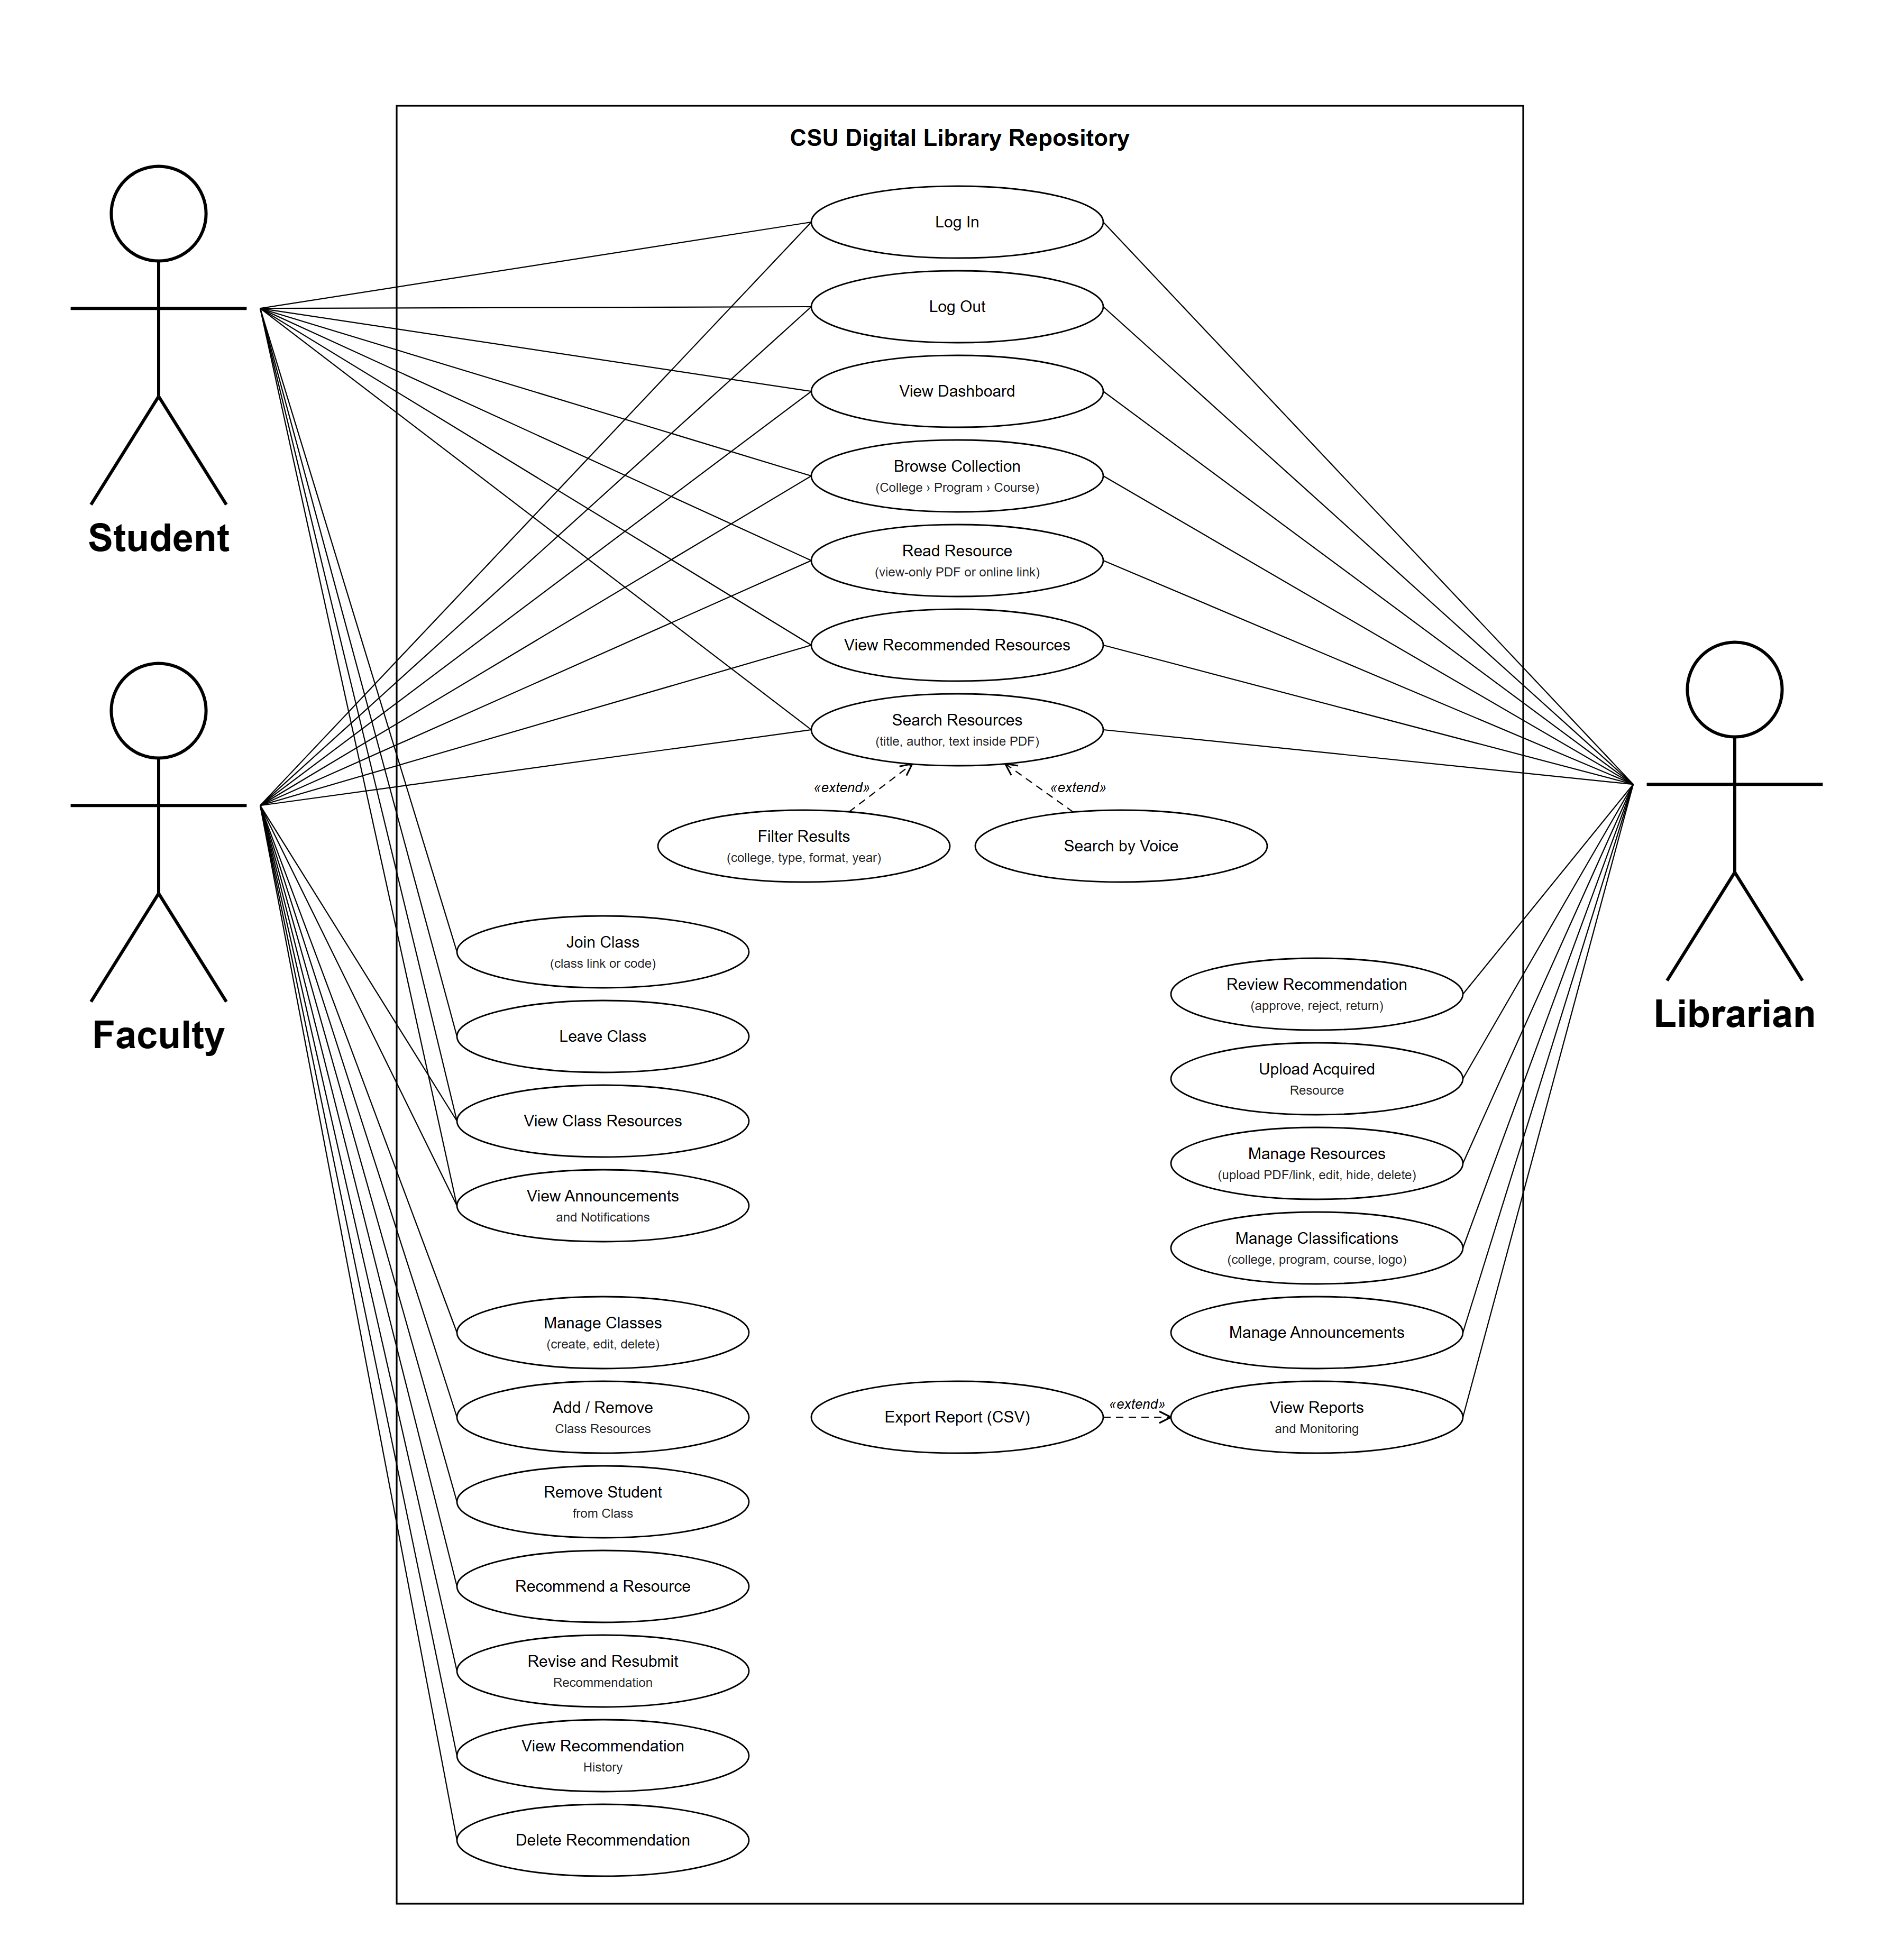 CSU Digital Library Repository
Log In
Log Out
View Dashboard
Browse Collection
(College › Program › Course)
Read Resource
(view-only PDF or online link)
Student
View Recommended Resources
Search Resources
(title, author, text inside PDF)
«extend»
«extend»
Filter Results
(college, type, format, year)
Search by Voice
Faculty
Librarian
Join Class
(class link or code)
Leave Class
View Class Resources
View Announcements
and Notifications
Manage Classes
(create, edit, delete)
Add / Remove
Class Resources
Remove Student
from Class
Recommend a Resource
Revise and Resubmit
Recommendation
View Recommendation
History
Delete Recommendation
Review Recommendation
(approve, reject, return)
Upload Acquired
Resource
Manage Resources
(upload PDF/link, edit, hide, delete)
Manage Classifications
(college, program, course, logo)
Manage Announcements
Export Report (CSV)
«extend»
View Reports
and Monitoring